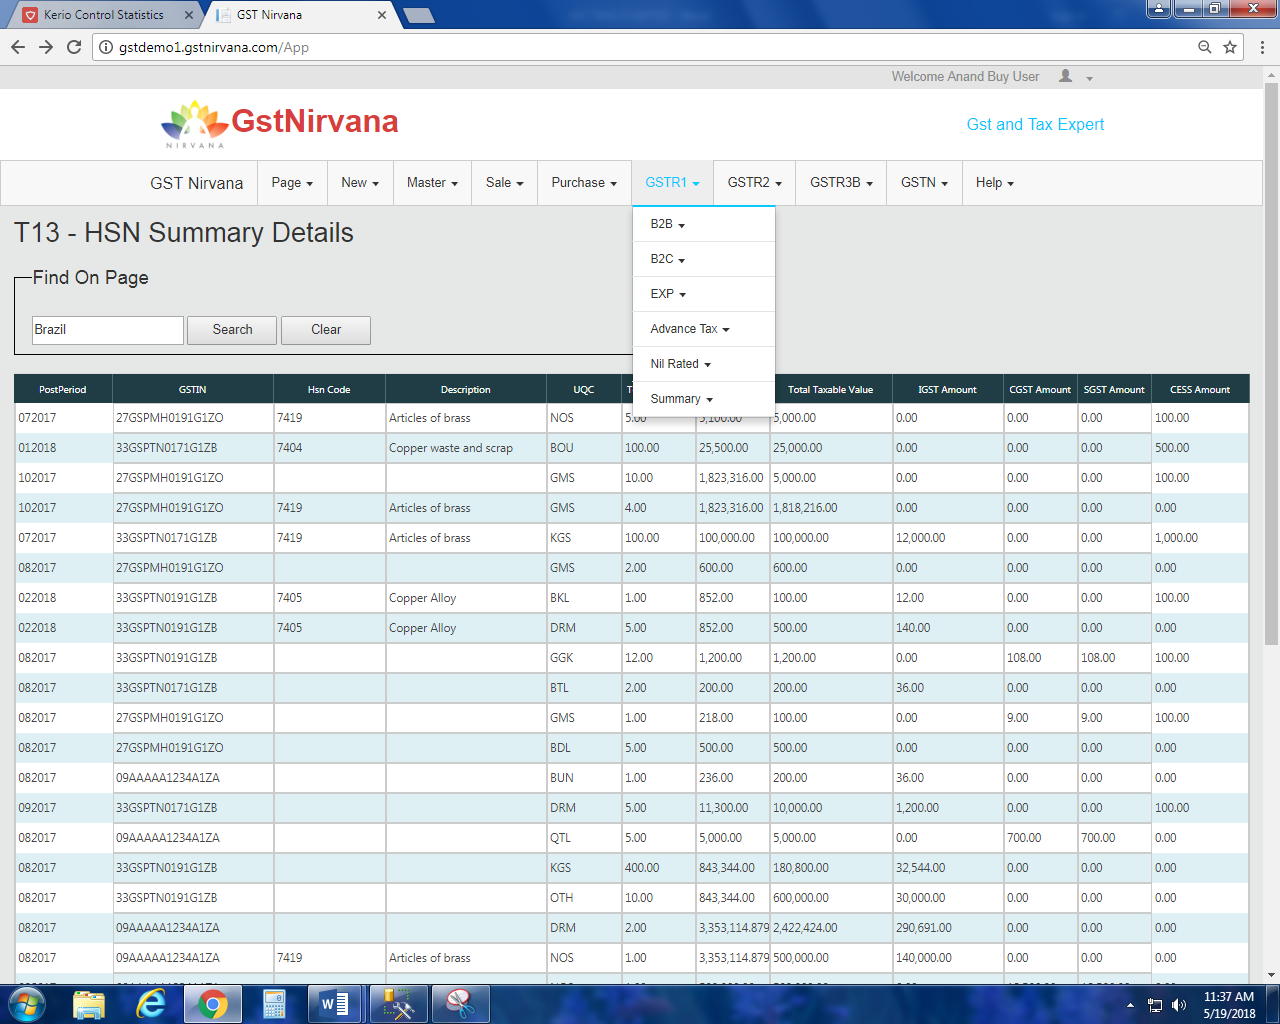 Kerio Control Statistics
GST Nirvana
gstdemo1.gstnirvana.com/App
Welcome Anand Buy User
NIRVANA
GstNirvana
Gst and Tax Expert
GST Nirvana Page New Master Sale Purchase GSTR1 GSTR2 GSTR3B GSTN Help
B2B
B2C
EXP
Advance Tax
Nil Rated
Summary
T13 - HSN Summary Details
Find On Page
Brazil Search Clear
PostPeriod GSTIN Hsn Code Description UQC T Total Taxable Value IGST Amount CGST Amount SGST Amount CESS Amount
072017 27GSPMH0191G1ZO 7419 Articles of brass NOS 5.00 5,100.00 5,000.00 0.00 0.00 0.00 100.00
012018 33GSPTN0171G1ZB 7404 Copper waste and scrap BOU 100.00 25,500.00 25,000.00 0.00 0.00 0.00 500.00
102017 27GSPMH0191G1ZO GMS 10.00 1,823,316.00 5,000.00 0.00 0.00 0.00 100.00
102017 27GSPMH0191G1ZO 7419 Articles of brass GMS 4.00 1,823,316.00 1,818,216.00 0.00 0.00 0.00 0.00
072017 33GSPTN0171G1ZB 7419 Articles of brass KGS 100.00 100,000.00 100,000.00 12,000.00 0.00 0.00 1,000.00
082017 27GSPMH0191G1ZO GMS 2.00 600.00 600.00 0.00 0.00 0.00 0.00
022018 33GSPTN0191G1ZB 7405 Copper Alloy BKL 1.00 852.00 100.00 12.00 0.00 0.00 100.00
022018 33GSPTN0191G1ZB 7405 Copper Alloy DRM 5.00 852.00 500.00 140.00 0.00 0.00 0.00
082017 33GSPTN0191G1ZB GGK 12.00 1,200.00 1,200.00 0.00 108.00 108.00 100.00
082017 33GSPTN0171G1ZB BTL 2.00 200.00 200.00 36.00 0.00 0.00 0.00
082017 27GSPMH0191G1ZO GMS 1.00 218.00 100.00 0.00 9.00 9.00 100.00
082017 27GSPMH0191G1ZO BDL 5.00 500.00 500.00 0.00 0.00 0.00 0.00
082017 09AAAAA1234A1ZA BUN 1.00 236.00 200.00 36.00 0.00 0.00 0.00
092017 33GSPTN0171G1ZB DRM 5.00 11,300.00 10,000.00 1,200.00 0.00 0.00 100.00
082017 09AAAAA1234A1ZA QTL 5.00 5,000.00 5,000.00 0.00 700.00 700.00 0.00
082017 33GSPTN0191G1ZB KGS 400.00 843,344.00 180,800.00 32,544.00 0.00 0.00 0.00
082017 33GSPTN0191G1ZB OTH 10.00 843,344.00 600,000.00 30,000.00 0.00 0.00 0.00
082017 09AAAAA1234A1ZA DRM 2.00 3,353,114.879 2,422,424.00 290,691.00 0.00 0.00 0.00
082017 09AAAAA1234A1ZA 7419 Articles of brass NOS 1.00 3,353,114.879 500,000.00 140,000.00 0.00 0.00 0.00
11:37 AM
5/19/2018